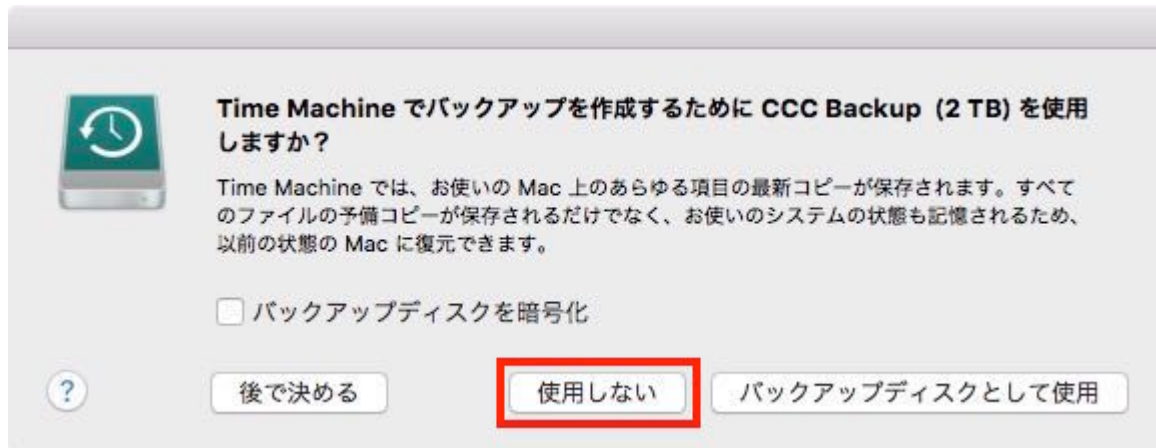 Time Machine でバックアップを作成するために CCC Backup (2 TB) を使用
しますか？
Time Machine では、お使いの Mac 上のあらゆる項目の最新コピーが保存されます。すべて
のファイルの予備コピーが保存されるだけでなく、お使いのシステムの状態も記憶されるため、
以前の状態の Mac に復元できます。
バックアップディスクを暗号化
? 後で決める 使用しない バックアップディスクとして使用